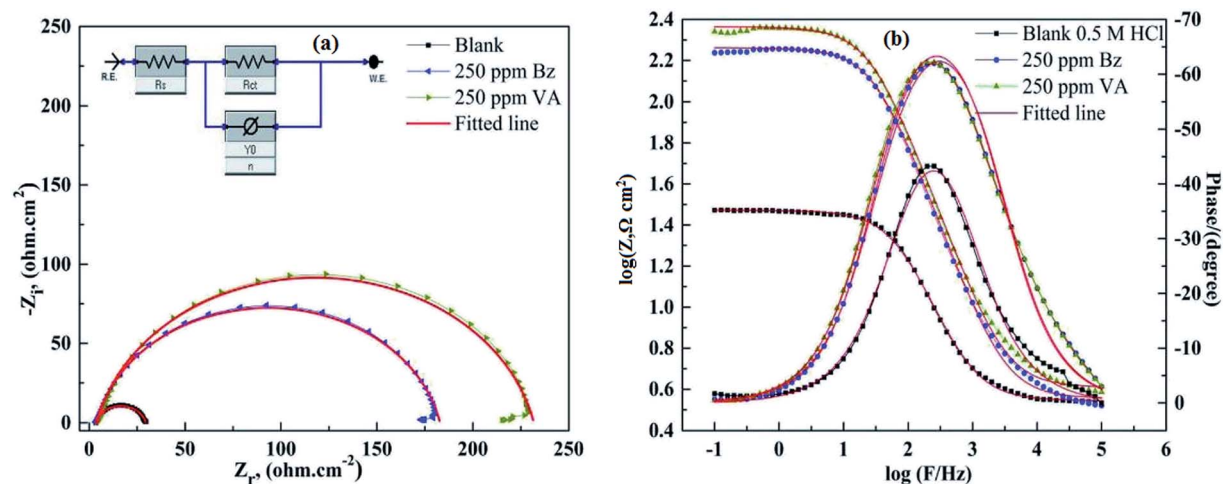 (a)
R.E.
Rs
Rct
W.E.
Y0
n
Blank
250 ppm Bz
250 ppm VA
Fitted line
-250
200
150
100
50
0
-Zi, (ohm.cm-2)
0
50
100
150
200
250
Zr, (ohm.cm-2)
(b)
Blank 0.5 M HCl
250 ppm Bz
250 ppm VA
Fitted line
2.4
2.2
2.0
1.8
1.6
1.4
1.2
1.0
0.8
0.6
0.4
log(Z,Ω cm2)
-70
-60
-50
-40
-30
-20
-10
0
Phase/(degree)
-1
0
1
2
3
4
5
6
log (F/Hz)